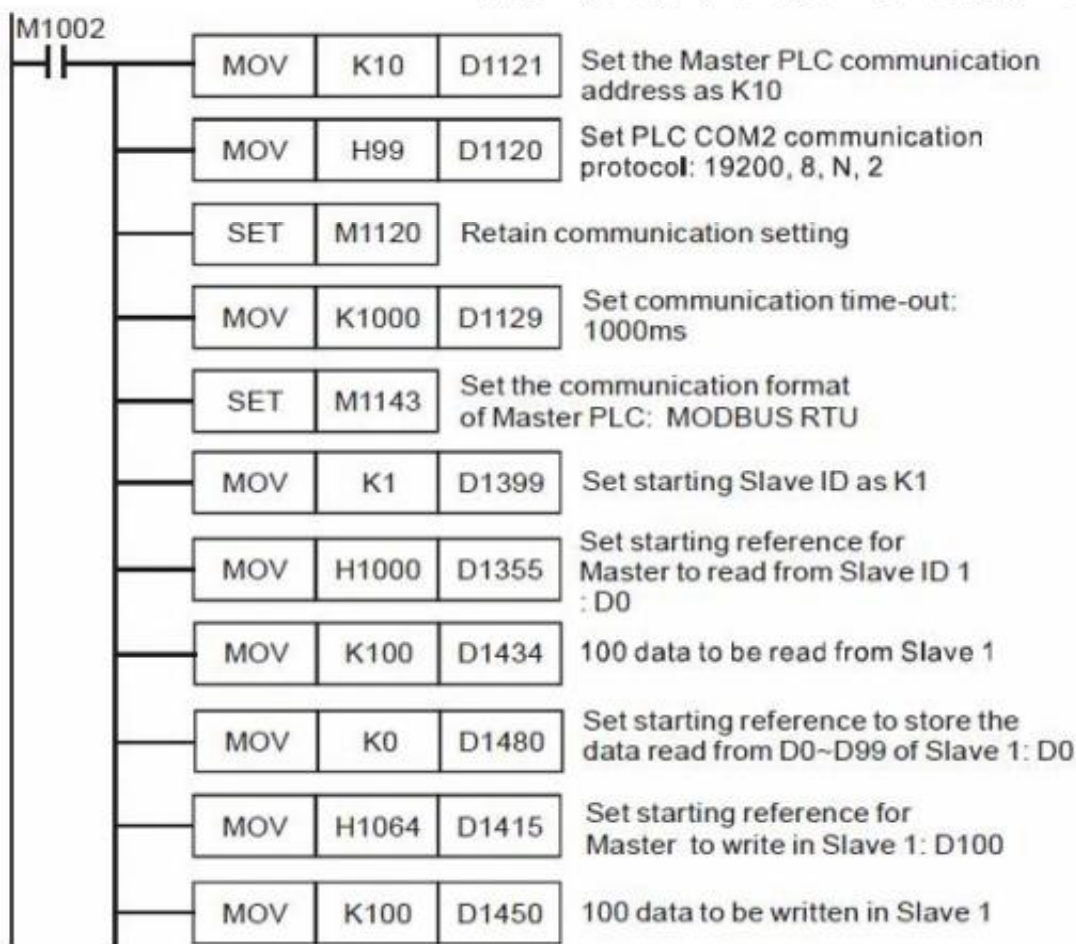 M1002
MOV K10 D1121 Set the Master PLC communication
address as K10
MOV H99 D1120 Set PLC COM2 communication
protocol: 19200, 8, N, 2
SET M1120 Retain communication setting
MOV K1000 D1129 Set communication time-out:
1000ms
SET M1143 Set the communication format
of Master PLC: MODBUS RTU
MOV K1 D1399 Set starting Slave ID as K1
MOV H1000 D1355 Set starting reference for
Master to read from Slave ID 1
: D0
MOV K100 D1434 100 data to be read from Slave 1
MOV K0 D1480 Set starting reference to store the
data read from D0~D99 of Slave 1: D0
MOV H1064 D1415 Set starting reference for
Master to write in Slave 1: D100
MOV K100 D1450 100 data to be written in Slave 1